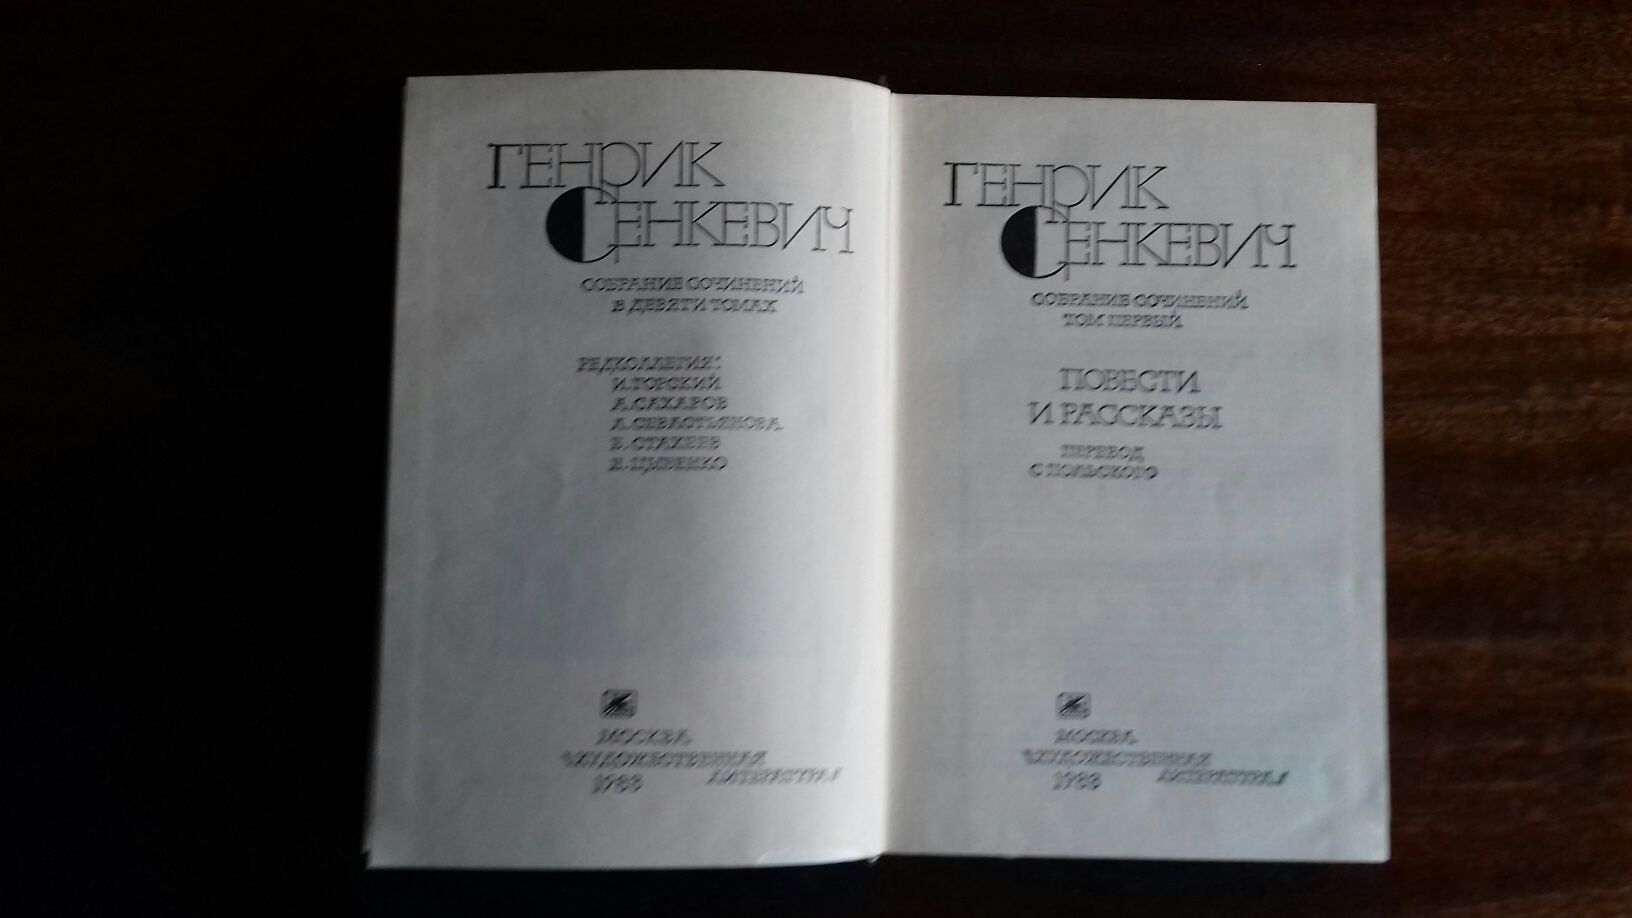 ГЕНРИК
СЕНКЕВИЧ
СОБРАНИЕ СОЧИНЕНИЙ
В ДЕВЯТИ ТОМАХ
РЕДКОЛЛЕГИЯ:
И. ГОРСКИЙ
А. САХАРОВ
А. СЕВАСТЬЯНОВА
Б. СТАХЕЕВ
Е. ЦЫБЕНКО
МОСКВА
«ХУДОЖЕСТВЕННАЯ
ЛИТЕРАТУРА»
1983
ГЕНРИК
СЕНКЕВИЧ
СОБРАНИЕ СОЧИНЕНИЙ
ТОМ ПЕРВЫЙ
ПОВЕСТИ
И РАССКАЗЫ
ПЕРЕВОД
С ПОЛЬСКОГО
МОСКВА
«ХУДОЖЕСТВЕННАЯ
ЛИТЕРАТУРА»
1983